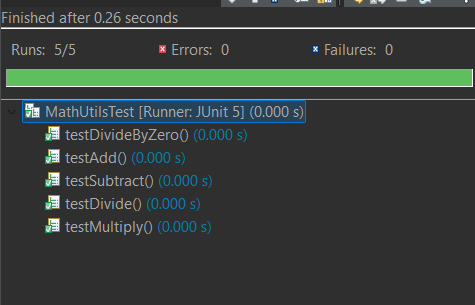 Finished after 0.26 seconds
Runs: 5/5 Errors: 0 Failures: 0
MathUtilsTest [Runner: JUnit 5] (0.000 s)
testDivideByZero() (0.000 s)
testAdd() (0.000 s)
testSubtract() (0.000 s)
testDivide() (0.000 s)
testMultiply() (0.000 s)